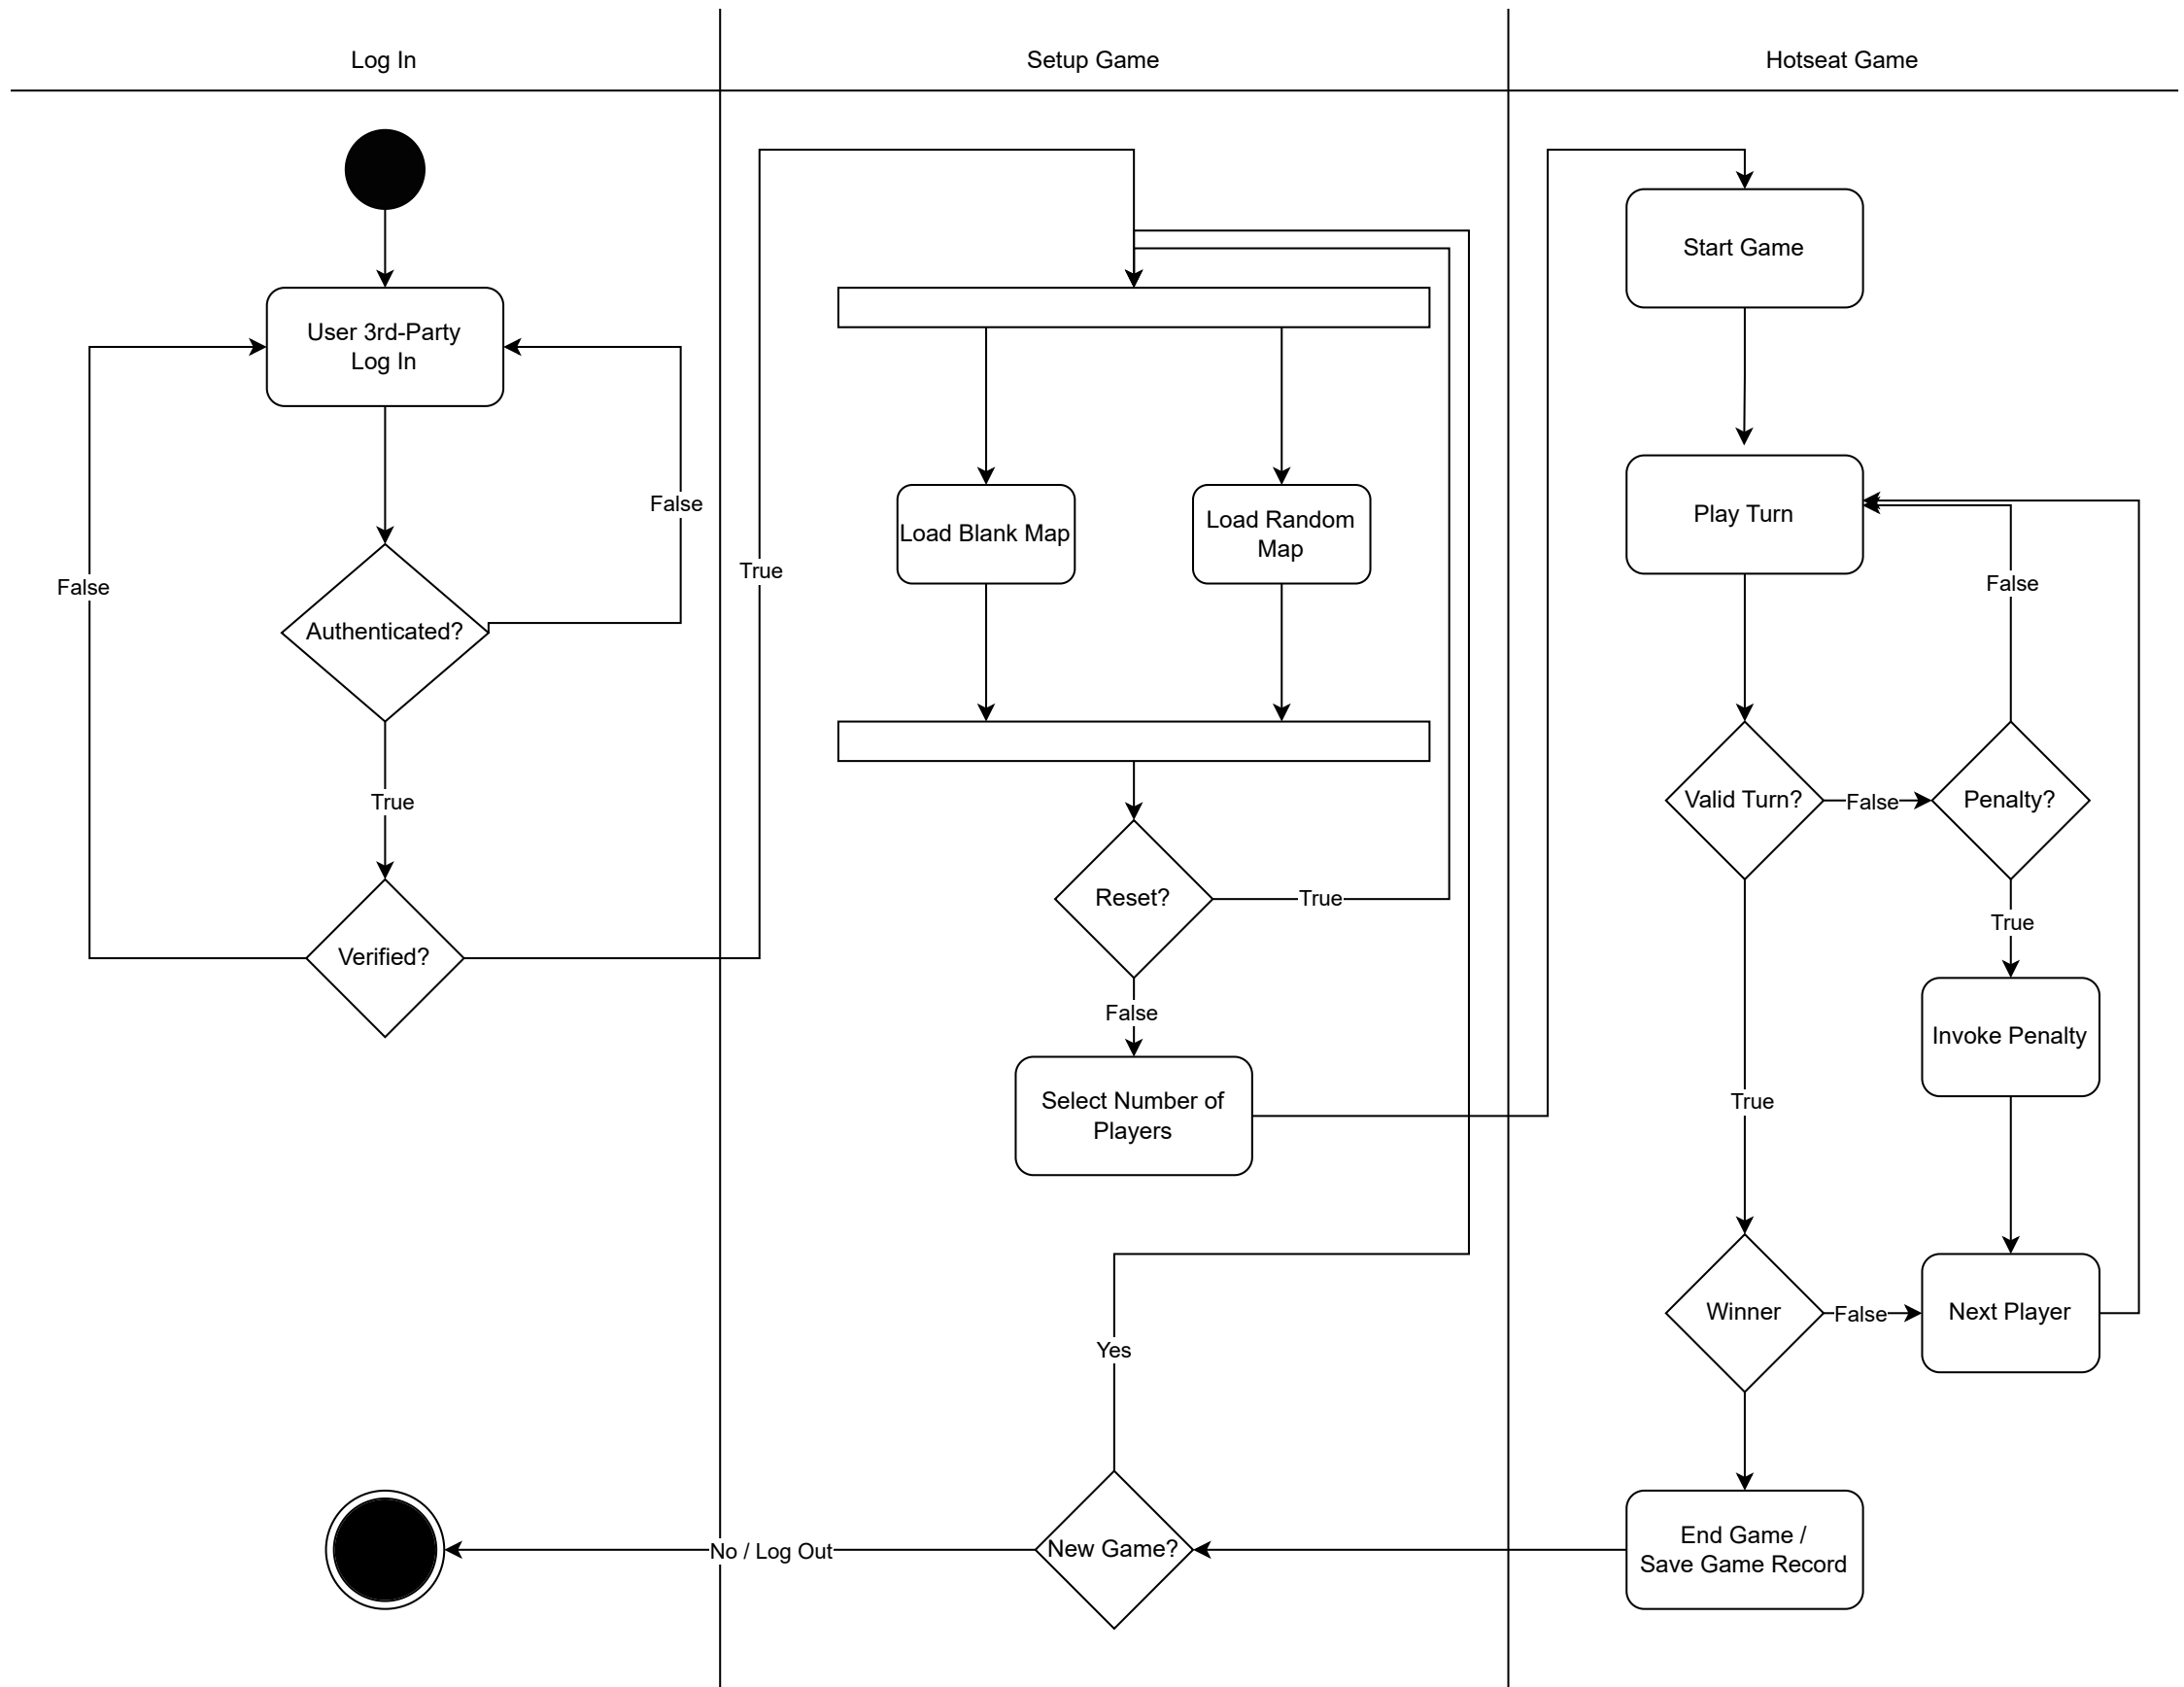 Log In
Setup Game
Hotseat Game
User 3rd-Party
Log In
False
Authenticated?
False
True
Verified?
True
Load Blank Map
Load Random
Map
Reset?
True
False
Select Number of
Players
Start Game
Play Turn
Valid Turn?
False
Penalty?
False
True
Invoke Penalty
True
Winner
False
Next Player
End Game /
Save Game Record
New Game?
Yes
No / Log Out